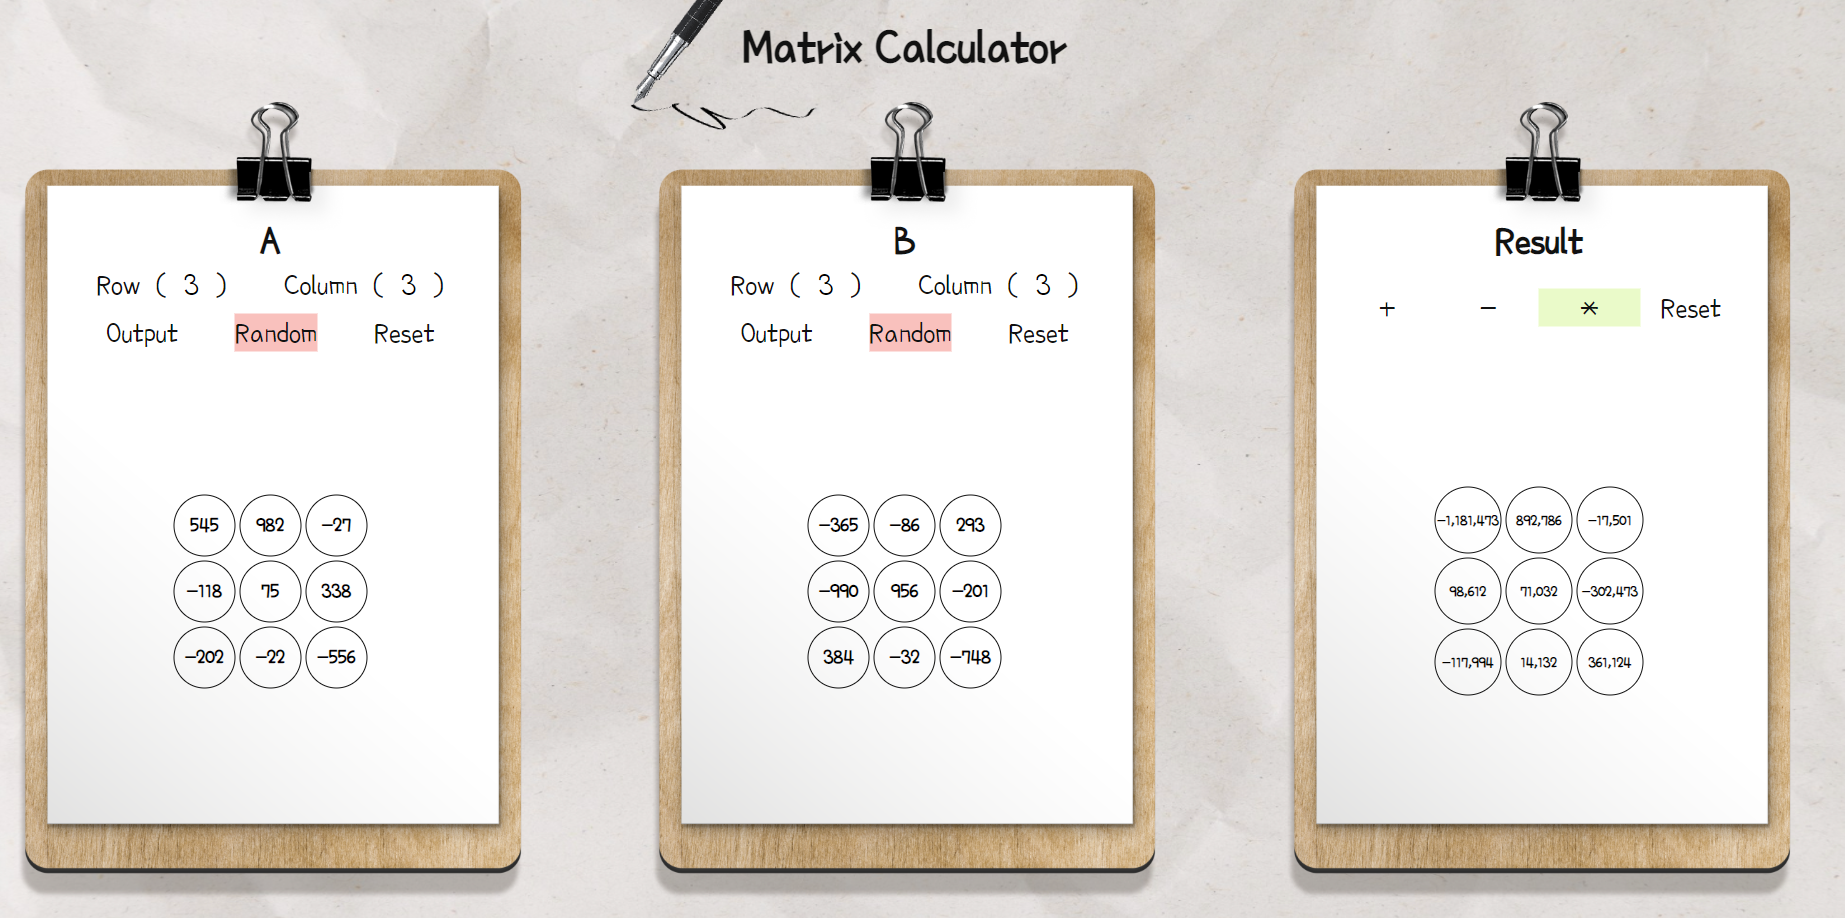 Matrix Calculator
A
Row ( 3 ) Column ( 3 )
Output Random Reset
545 982 -27
-118 75 338
-202 -22 -556
B
Row ( 3 ) Column ( 3 )
Output Random Reset
-365 -86 293
-990 956 -201
384 -32 -748
Result
+ - * Reset
-1,181,473 892,786 -17,501
98,612 71,032 -302,473
-117,994 14,132 361,124